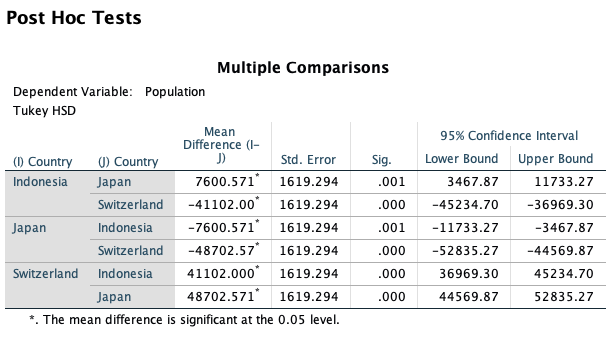 Post Hoc Tests
Multiple Comparisons
Dependent Variable: Population
Tukey HSD
(I) Country (J) Country Mean Difference (I-J) Std. Error Sig. 95% Confidence Interval
Lower Bound Upper Bound
Indonesia Japan 7600.571* 1619.294 .001 3467.87 11733.27
Switzerland -41102.00* 1619.294 .000 -45234.70 -36969.30
Japan Indonesia -7600.571* 1619.294 .001 -11733.27 -3467.87
Switzerland -48702.57* 1619.294 .000 -52835.27 -44569.87
Switzerland Indonesia 41102.000* 1619.294 .000 36969.30 45234.70
Japan 48702.571* 1619.294 .000 44569.87 52835.27
*. The mean difference is significant at the 0.05 level.